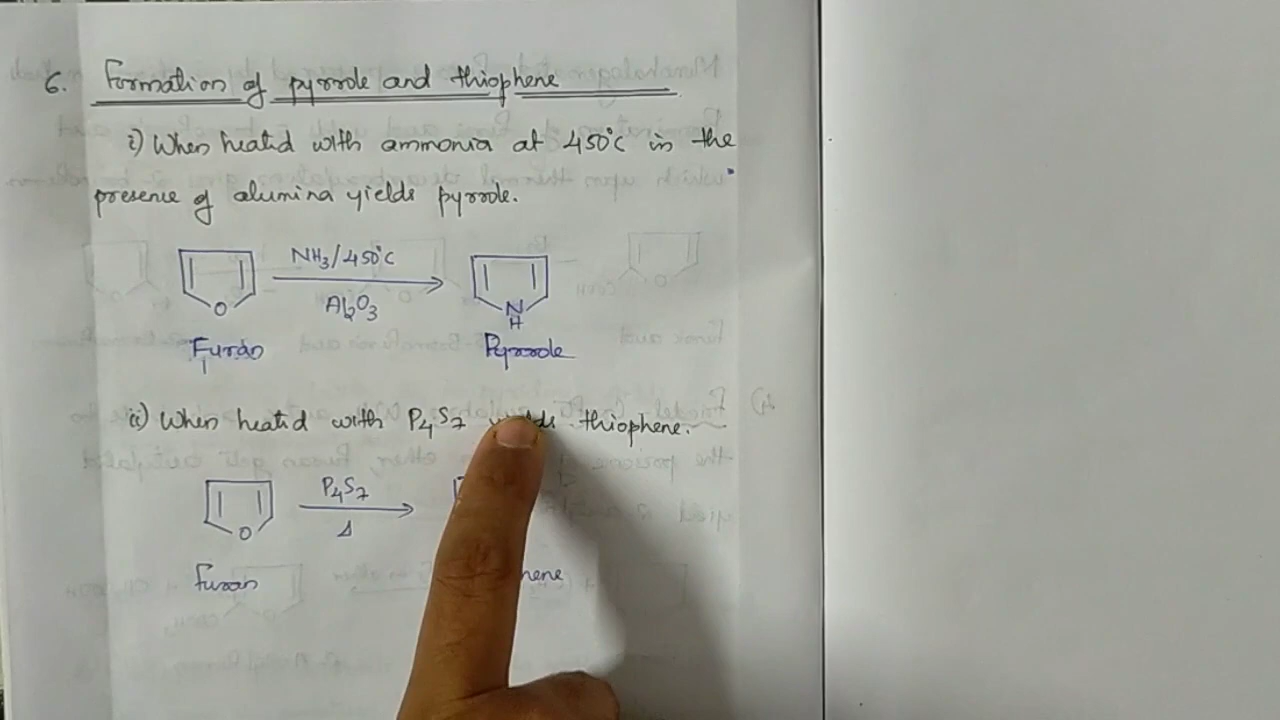 6. Formation of pyrrole and thiophene
i) When heated with ammonia at 450°C in the
presence of alumina yields pyrrole.
NH3/450°C
Al2O3
O
N
H
Furan
Pyrrole
ii) When heated with P4S7 yields thiophene.
P4S7
Δ
O
Furan